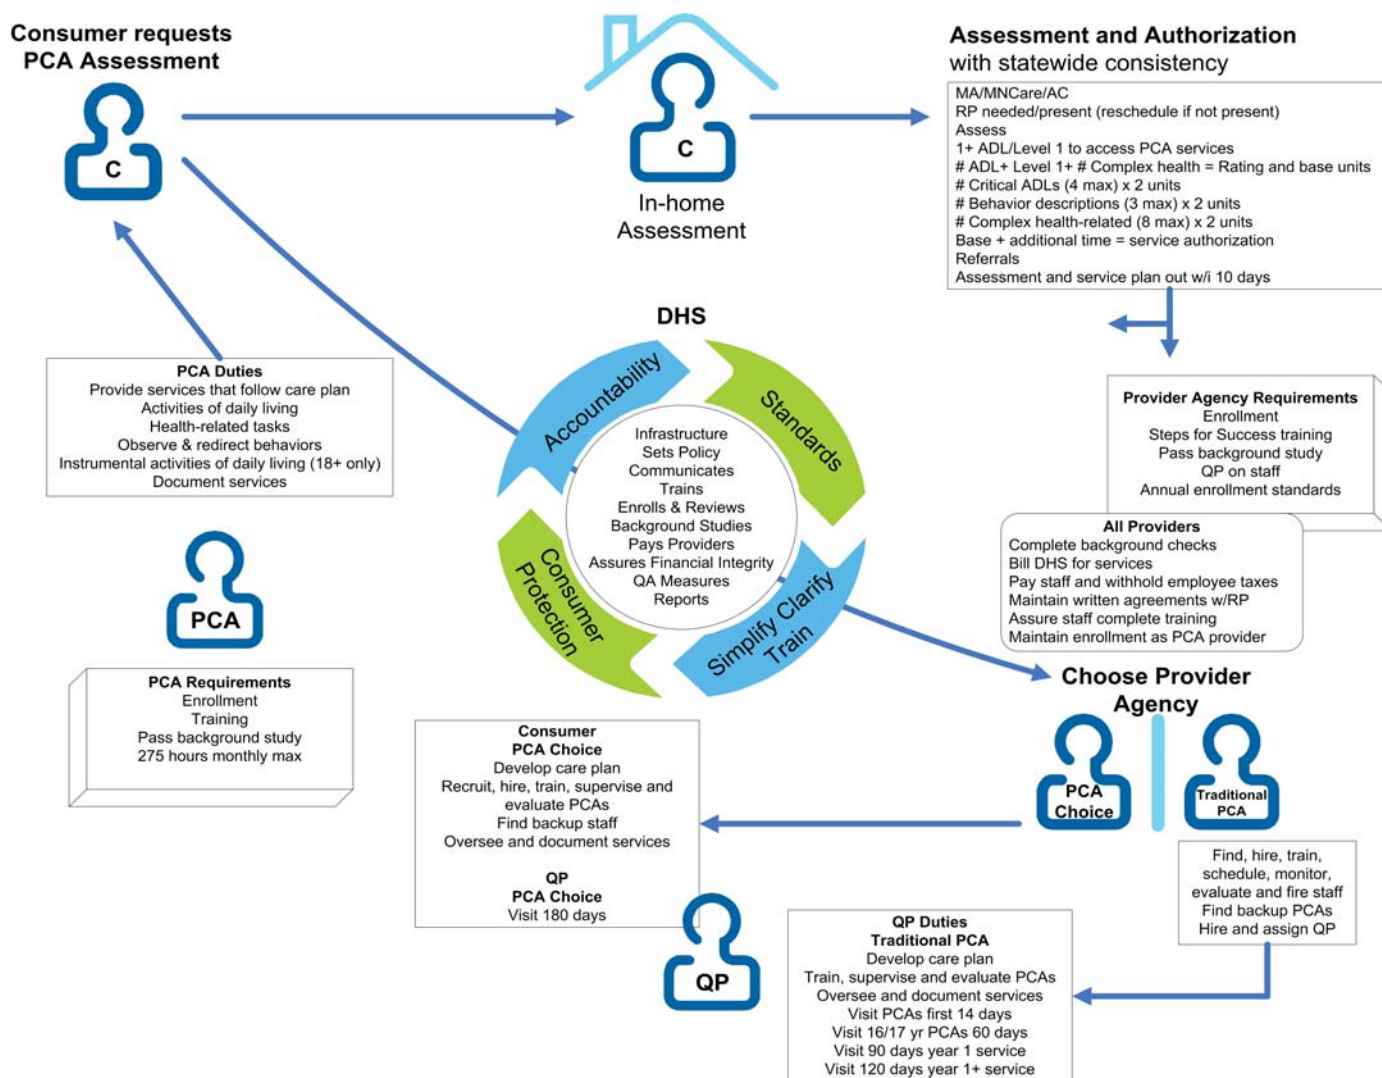 Consumer requests
PCA Assessment
C
C
In-home
Assessment
Assessment and Authorization
with statewide consistency
MA/MNCare/AC
RP needed/present (reschedule if not present)
Assess
1+ ADL/Level 1 to access PCA services
# ADL+ Level 1+ # Complex health = Rating and base units
# Critical ADLs (4 max) x 2 units
# Behavior descriptions (3 max) x 2 units
# Complex health-related (8 max) x 2 units
Base + additional time = service authorization
Referrals
Assessment and service plan out w/i 10 days
PCA Duties
Provide services that follow care plan
Activities of daily living
Health-related tasks
Observe & redirect behaviors
Instrumental activities of daily living (18+ only)
Document services
DHS
Accountability
Standards
Simplify Clarify
Train
Consumer
Protection
Infrastructure
Sets Policy
Communicates
Trains
Enrolls & Reviews
Background Studies
Pays Providers
Assures Financial Integrity
QA Measures
Reports
Provider Agency Requirements
Enrollment
Steps for Success training
Pass background study
QP on staff
Annual enrollment standards
All Providers
Complete background checks
Bill DHS for services
Pay staff and withhold employee taxes
Maintain written agreements w/RP
Assure staff complete training
Maintain enrollment as PCA provider
PCA
PCA Requirements
Enrollment
Training
Pass background study
275 hours monthly max
Choose Provider
Agency
PCA
Choice
Traditional
PCA
Consumer
PCA Choice
Develop care plan
Recruit, hire, train, supervise and
evaluate PCAs
Find backup staff
Oversee and document services
QP
PCA Choice
Visit 180 days
QP
Find, hire, train,
schedule, monitor,
evaluate and fire staff
Find backup PCAs
Hire and assign QP
QP Duties
Traditional PCA
Develop care plan
Train, supervise and evaluate PCAs
Oversee and document services
Visit PCAs first 14 days
Visit 16/17 yr PCAs 60 days
Visit 90 days year 1 service
Visit 120 days year 1+ service